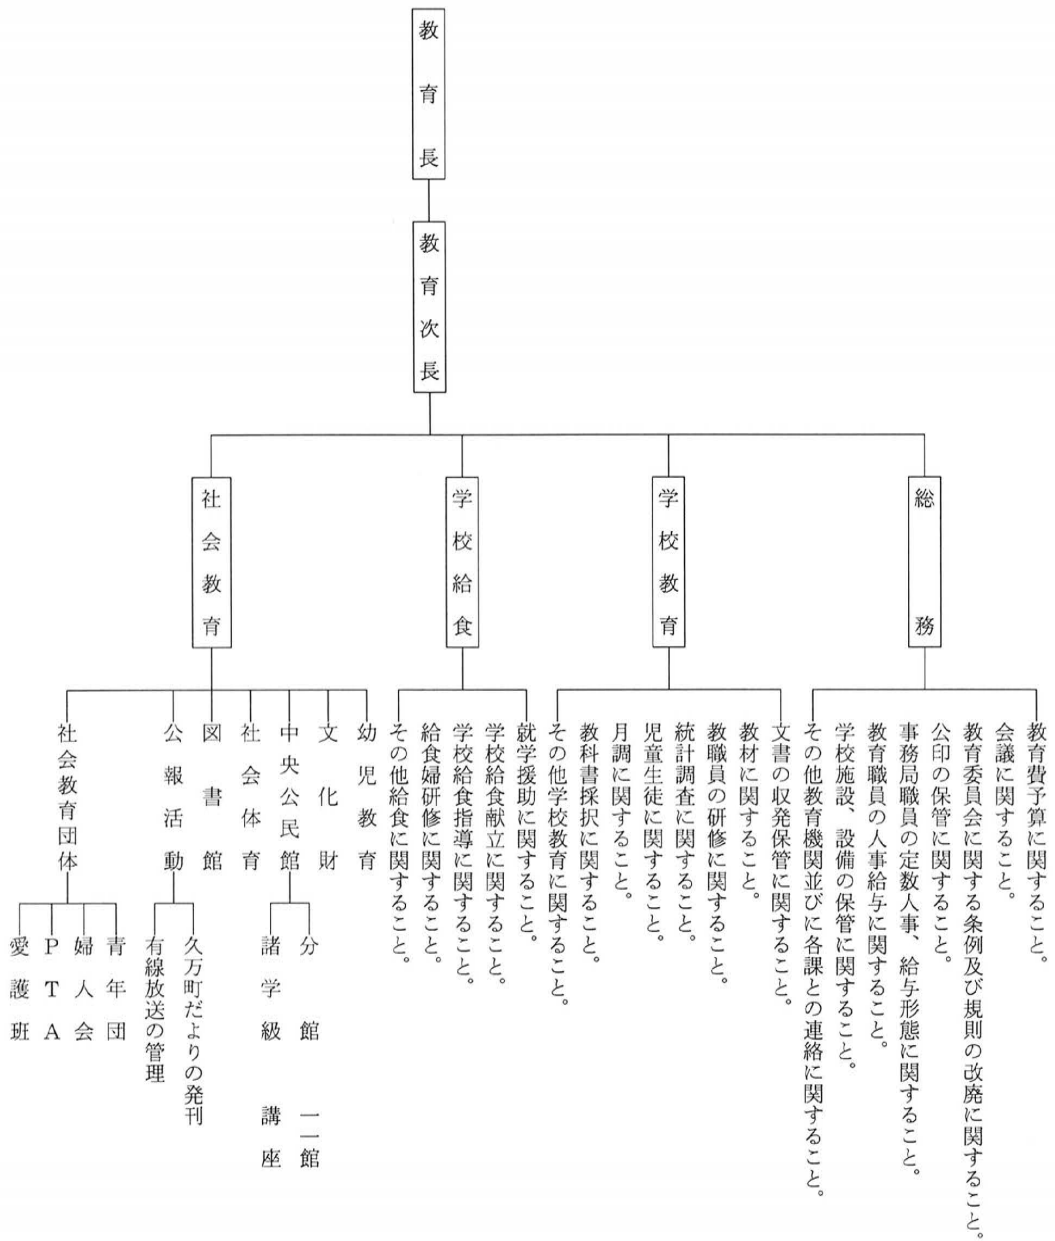 教育長
教育次長
総務
教育費予算に関すること。
会議に関すること。
教育委員会に関する条例及び規則の改廃に関すること。
公印の保管に関すること。
事務局職員の定数人事、給与形態に関すること。
教育職員の人事給与に関すること。
学校施設、設備の保管に関すること。
その他教育機関並びに各課との連絡に関すること。
学校教育
文書の収発保管に関すること。
教材に関すること。
教職員の研修に関すること。
統計調査に関すること。
児童生徒に関すること。
月調に関すること。
教科書採択に関すること。
その他学校教育に関すること。
学校給食
就学援助に関すること。
学校給食献立に関すること。
学校給食指導に関すること。
給食婦研修に関すること。
その他給食に関すること。
社会教育
幼児教育
文化財
中央公民館
分館 一一館
諸学級 講座
社会体育
図書館
公報活動
久万町だよりの発刊
有線放送の管理
社会教育団体
青年団
婦人会
PTA
愛護班